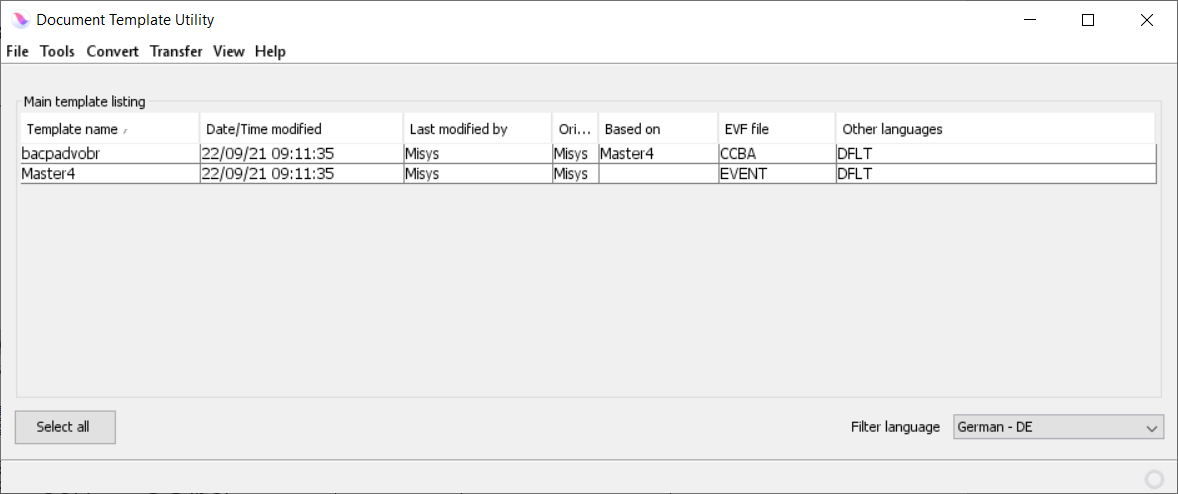 Document Template Utility
File Tools Convert Transfer View Help
Main template listing
Template name Date/Time modified Last modified by Ori... Based on EVF file Other languages
bacpadvobr 22/09/21 09:11:35 Misys Misys Master4 CCBA DFLT
Master4 22/09/21 09:11:35 Misys Misys EVENT DFLT
Select all Filter language German - DE